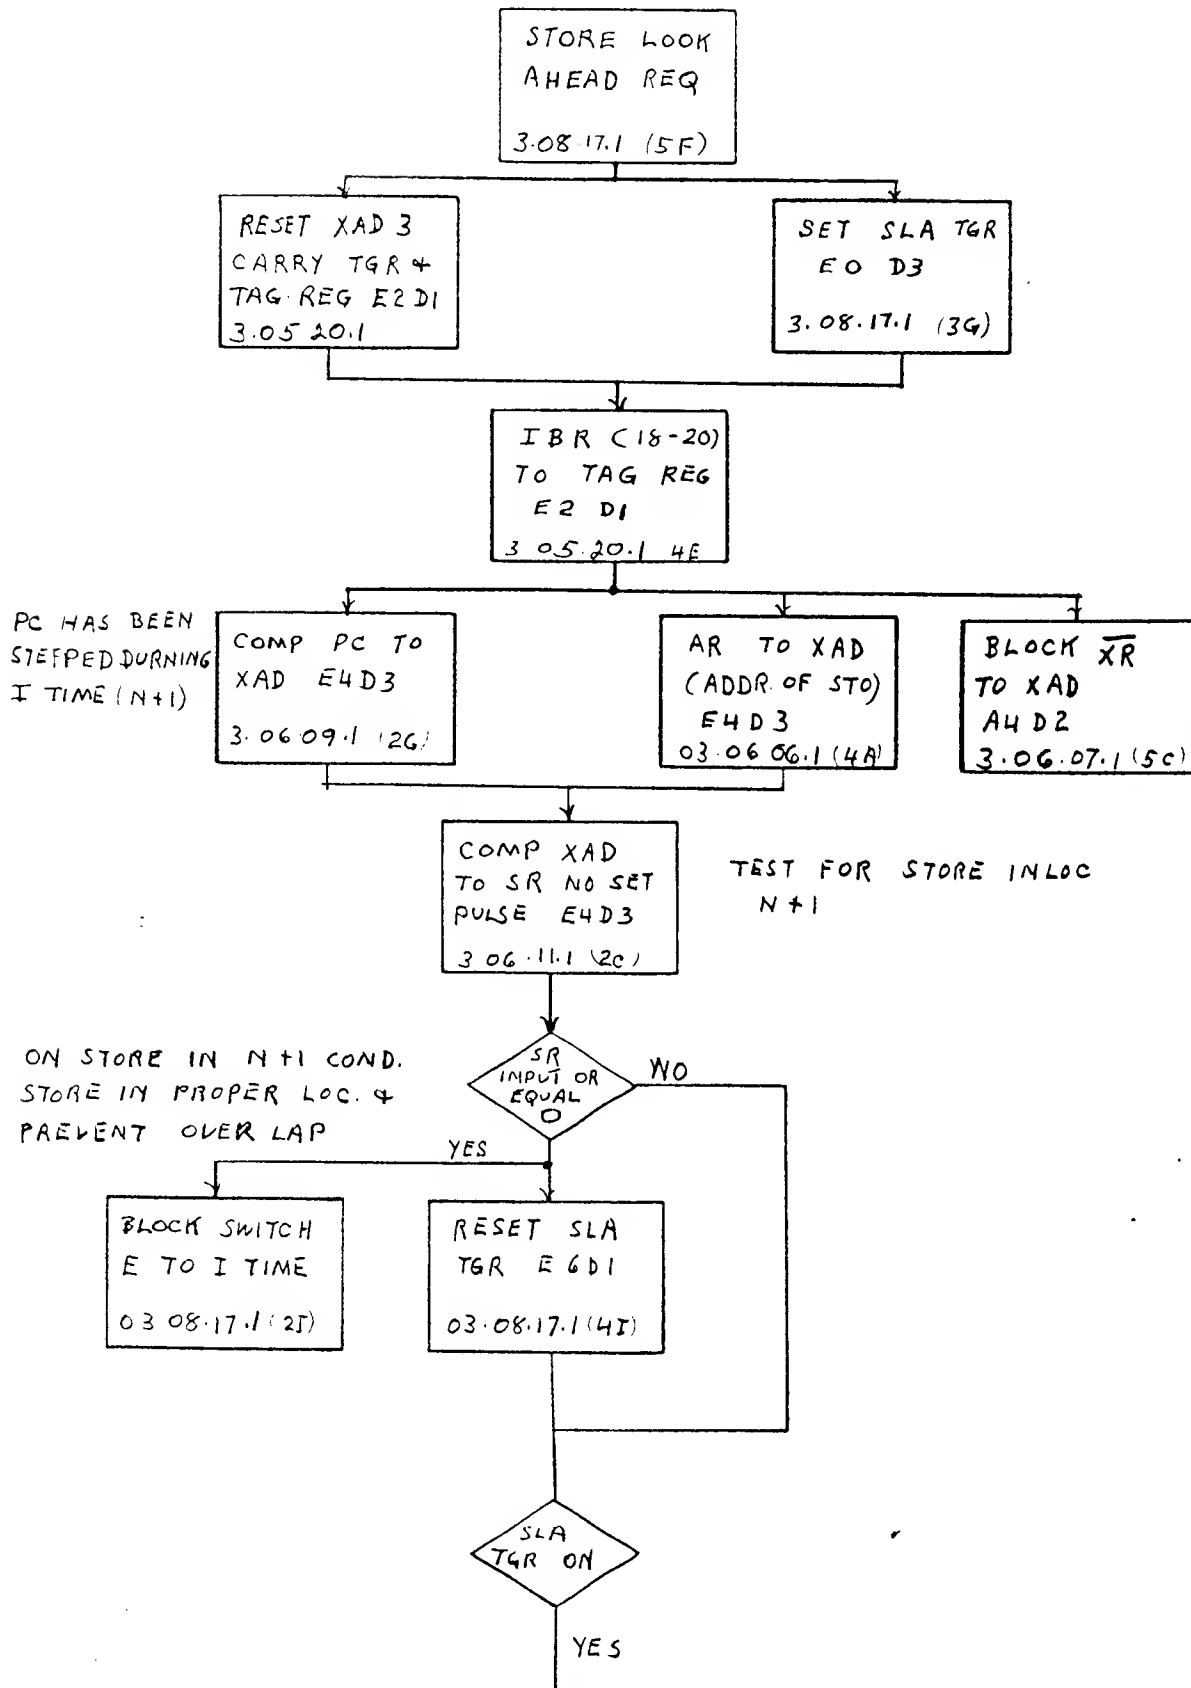 STORE LOOK
AHEAD REQ
3.08.17.1 (5F)
RESET XAD 3
CARRY TGR &
TAG REG E2 D1
3.05 20.1
SET SLA TGR
E0 D3
3.08.17.1 (3G)
IBR (18-20)
TO TAG REG
E2 D1
3 05.20.1 4E
PC HAS BEEN
STEPPED DURNING
I TIME (N+1)
COMP PC TO
XAD E4D3
3.06.09.1 (2G)
AR TO XAD
(ADDR. OF STO)
E4D3
03.06 06.1 (4A)
BLOCK X̅R̅
TO XAD
A4 D2
3.06.07.1 (5C)
COMP XAD
TO SR NO SET
PULSE E4D3
3 06.11.1 (2C)
TEST FOR STORE IN LOC
N+1
SR
INPUT OR
EQUAL
0
NO
ON STORE IN N+1 COND.
STORE IN PROPER LOC. &
PREVENT OVER LAP
YES
BLOCK SWITCH
E TO I TIME
03 08.17.1 (2I)
RESET SLA
TGR E6D1
03.08.17.1 (4I)
SLA
TGR ON
YES